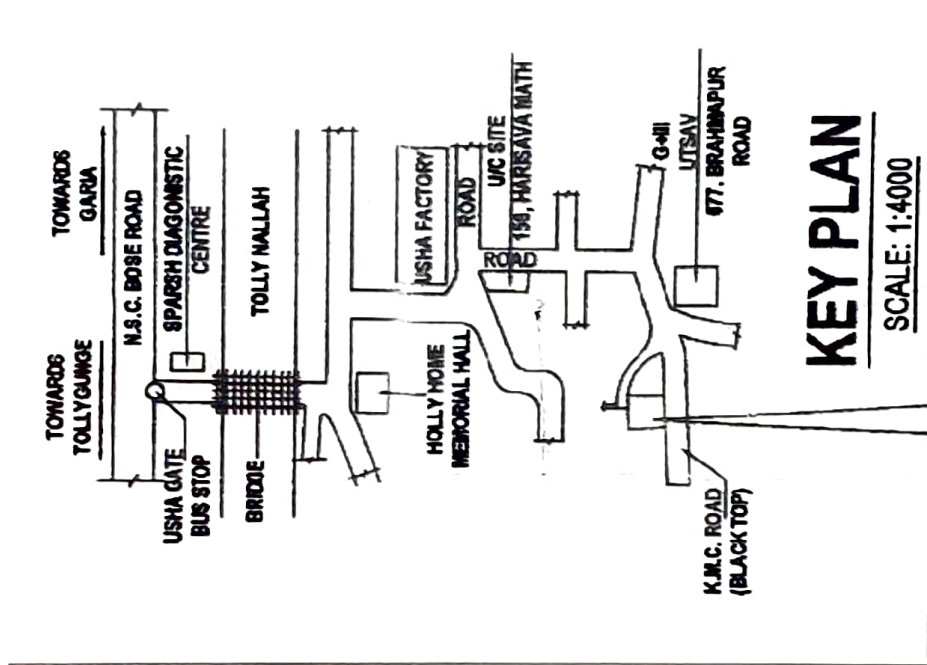 TOWARDS
GARIA
TOWARDS
TOLLYGUNGE
N.S.C. BOSE ROAD
SPARSH DIAGONISTIC
CENTRE
USHA GATE
BUS STOP
BRIDGE
TOLLY NALLAH
USHA FACTORY
ROAD
HOLLY HOME
MEMORIAL HALL
U/C SITE
156, HARISAVA MATH
ROAD
G+III
UTSAV
677. BRAHMAPUR
ROAD
K.M.C. ROAD
(BLACK TOP)
KEY PLAN
SCALE: 1:4000